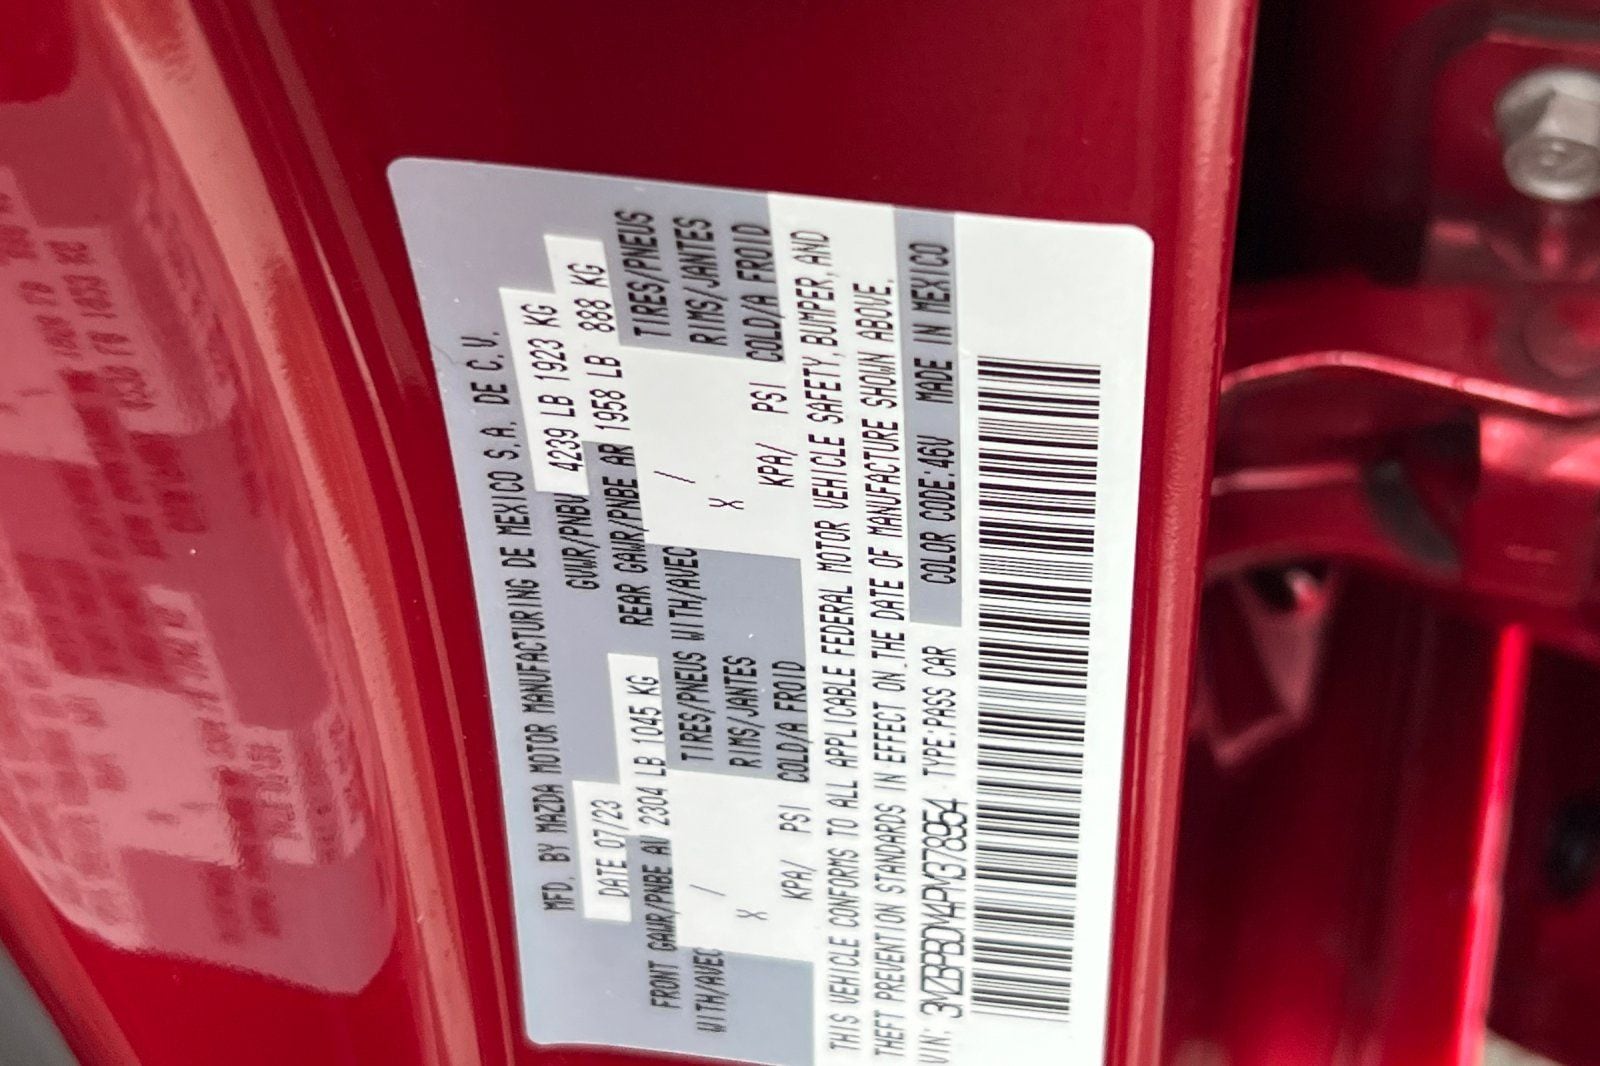 MFD. BY MAZDA MOTOR MANUFACTURING DE MEXICO S.A. DE C.V.
DATE 07/23 GVWR/PNBV 4239 LB 1923 KG
FRONT GAWR/PNBE AV 2304 LB 1045 KG REAR GAWR/PNBE AR 1958 LB 888 KG
WITH/AVEC / TIRES/PNEUS WITH/AVEC / TIRES/PNEUS
X RIMS/JANTES X RIMS/JANTES
KPA/ PSI COLD/A FROID KPA/ PSI COLD/A FROID
THIS VEHICLE CONFORMS TO ALL APPLICABLE FEDERAL MOTOR VEHICLE SAFETY, BUMPER, AND
THEFT PREVENTION STANDARDS IN EFFECT ON THE DATE OF MANUFACTURE SHOWN ABOVE.
VIN: 3MZBPBDM4PM378954 TYPE:PASS CAR COLOR CODE:46V MADE IN MEXICO